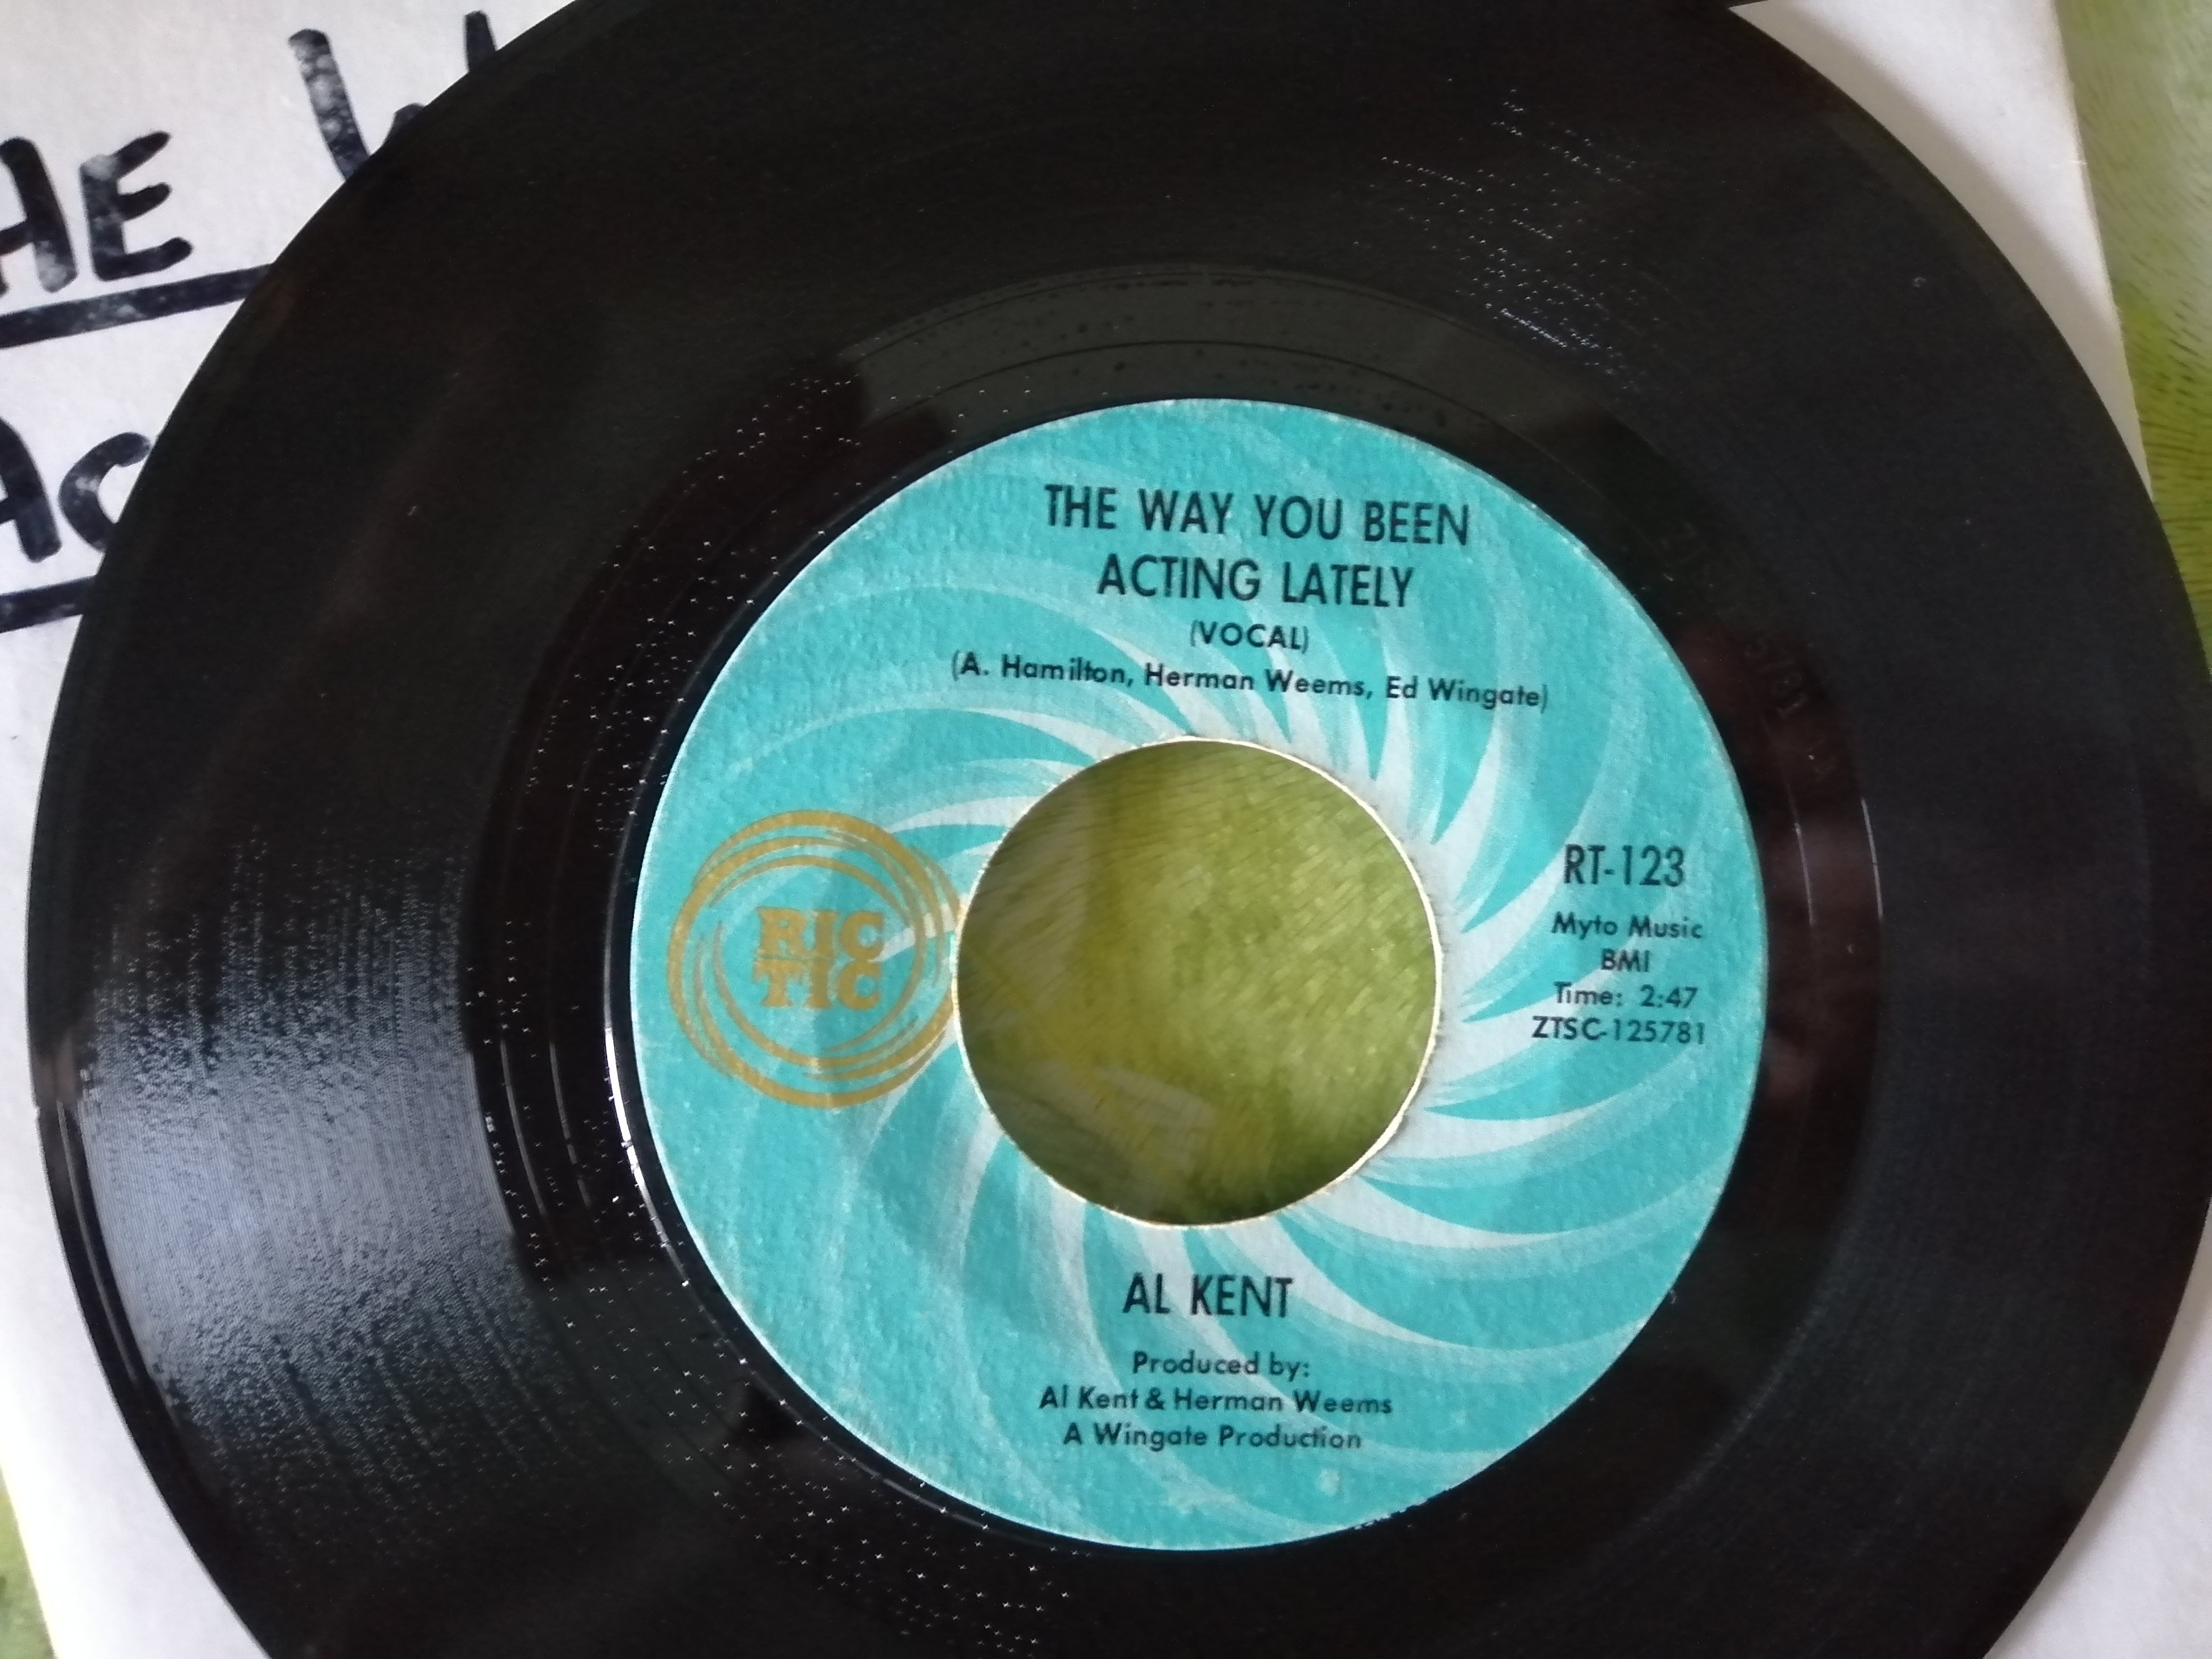 HE
AC
THE WAY YOU BEEN
ACTING LATELY
(VOCAL)
(A. Hamilton, Herman Weems, Ed Wingate)
RIC
TIC
RT-123
Myto Music
BMI
Time: 2:47
ZTSC-125781
AL KENT
Produced by:
Al Kent & Herman Weems
A Wingate Production